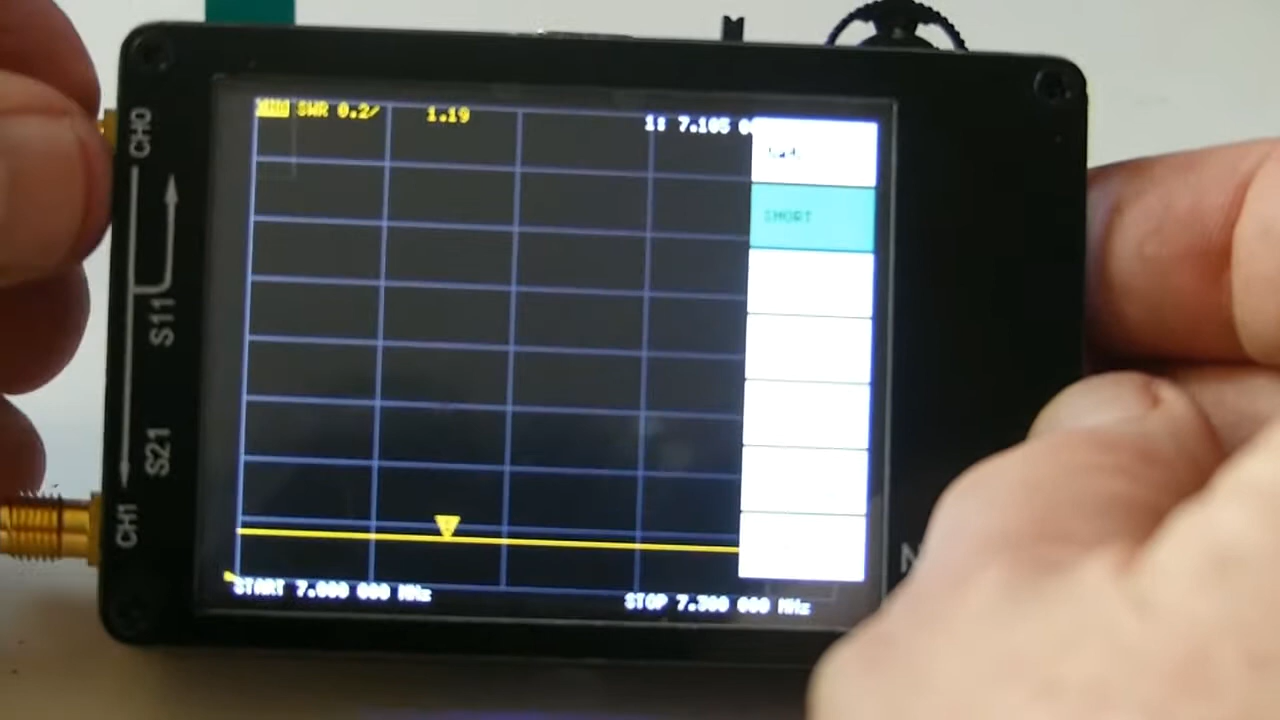 SWR 0.2/ 1.19
1: 7.105 0
SHORT
START 7.000 000 MHz
STOP 7.300 000 MHz
CH0
S11
S21
CH1
N